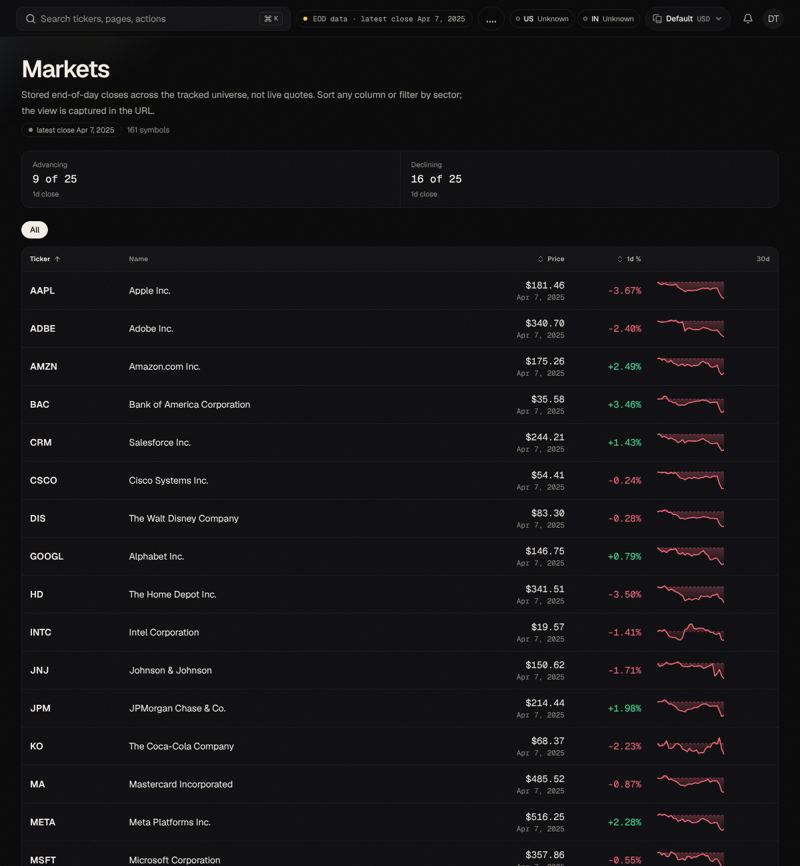 Search tickers, pages, actions ⌘ K EOD data · latest close Apr 7, 2025 .... US Unknown IN Unknown Default USD DT
Markets
Stored end-of-day closes across the tracked universe, not live quotes. Sort any column or filter by sector;
the view is captured in the URL.
latest close Apr 7, 2025 161 symbols
Advancing Declining
9 of 25 16 of 25
1d close 1d close
All
Ticker ↑ Name Price 1d % 30d
AAPL Apple Inc. $181.46 -3.67%
Apr 7, 2025
ADBE Adobe Inc. $340.70 -2.40%
Apr 7, 2025
AMZN Amazon.com Inc. $175.26 +2.49%
Apr 7, 2025
BAC Bank of America Corporation $35.58 +3.46%
Apr 7, 2025
CRM Salesforce Inc. $244.21 +1.43%
Apr 7, 2025
CSCO Cisco Systems Inc. $54.41 -0.24%
Apr 7, 2025
DIS The Walt Disney Company $83.30 -0.28%
Apr 7, 2025
GOOGL Alphabet Inc. $146.75 +0.79%
Apr 7, 2025
HD The Home Depot Inc. $341.51 -3.50%
Apr 7, 2025
INTC Intel Corporation $19.57 -1.41%
Apr 7, 2025
JNJ Johnson & Johnson $150.62 -1.71%
Apr 7, 2025
JPM JPMorgan Chase & Co. $214.44 +1.98%
Apr 7, 2025
KO The Coca-Cola Company $68.37 -2.23%
Apr 7, 2025
MA Mastercard Incorporated $485.52 -0.87%
Apr 7, 2025
META Meta Platforms Inc. $516.25 +2.28%
Apr 7, 2025
MSFT Microsoft Corporation $357.86 -0.55%